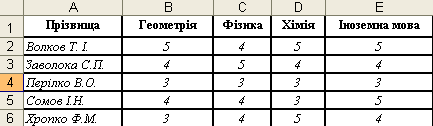 A B C D E
1 Прізвища Геометрія Фізика Хімія Іноземна мова
2 Волков Т. І. 5 4 5 5
3 Заволока С.П. 4 5 4 4
4 Перілко В.О. 3 3 3 3
5 Сомов І.Н. 4 4 3 5
6 Хропко Ф.М. 3 4 5 4